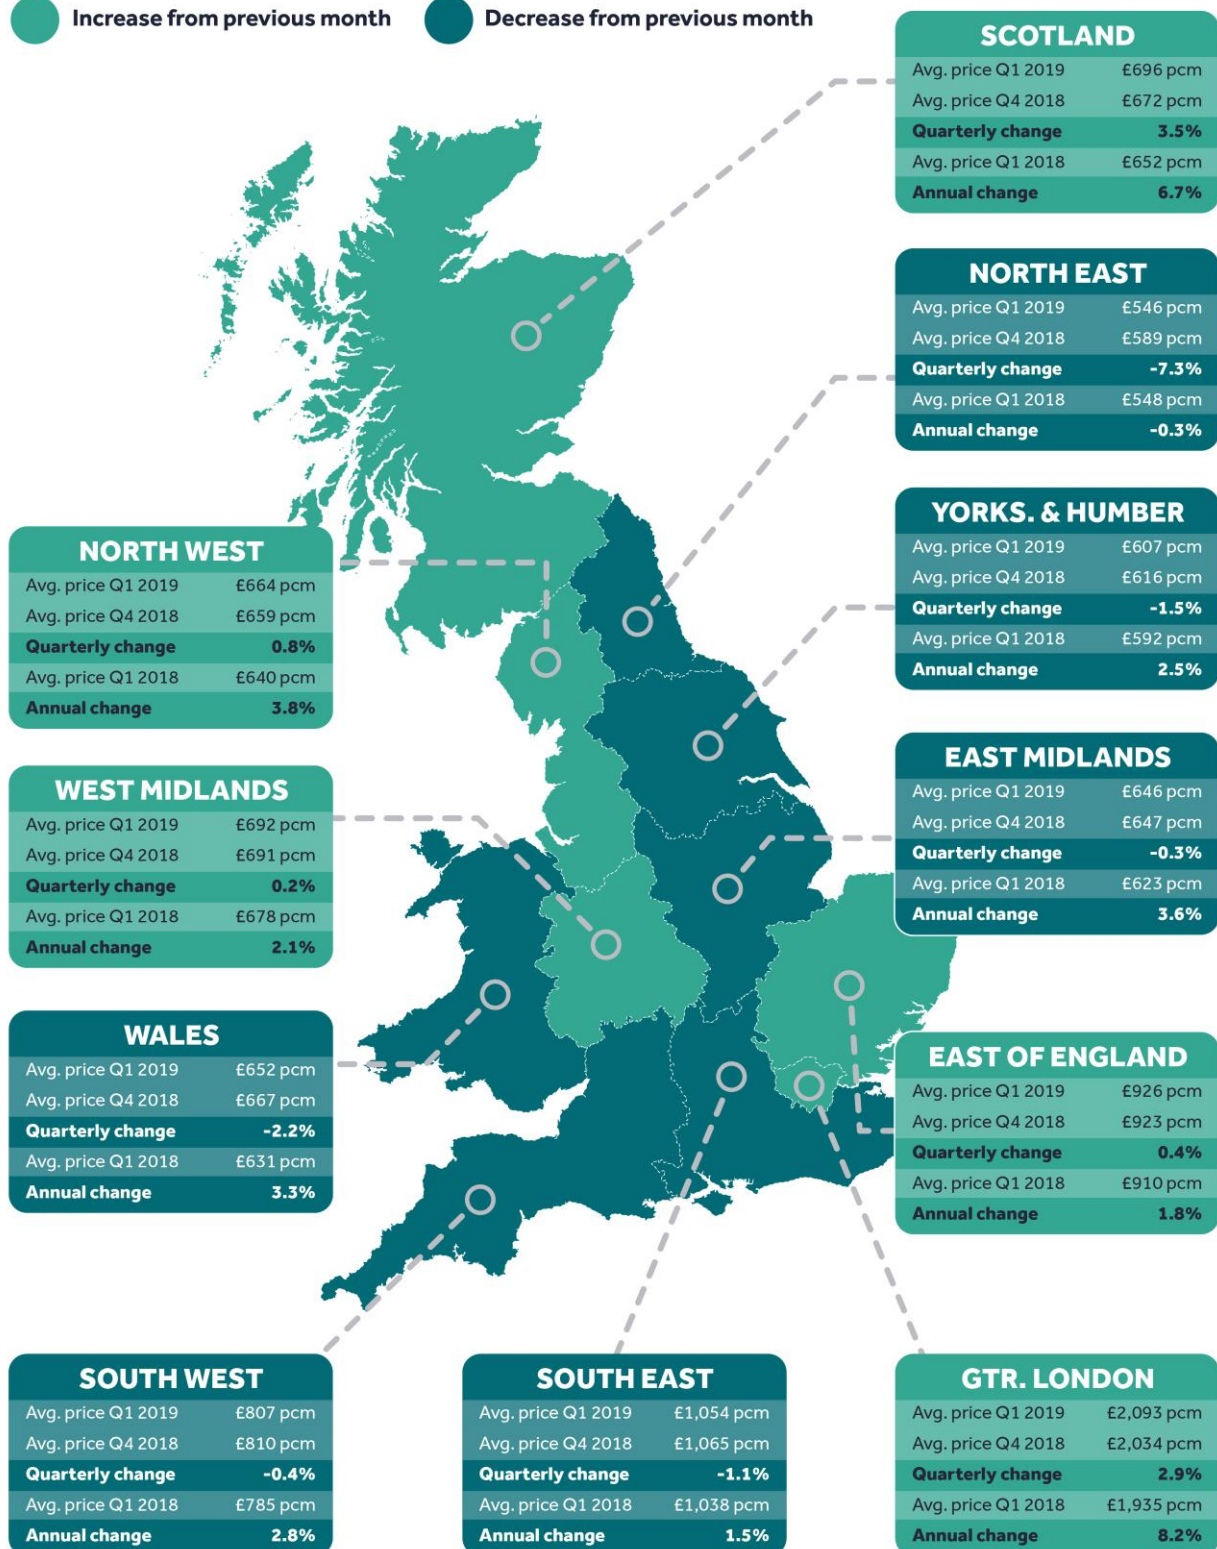 Increase from previous month
Decrease from previous month
SCOTLAND
Avg. price Q1 2019 £696 pcm
Avg. price Q4 2018 £672 pcm
Quarterly change 3.5%
Avg. price Q1 2018 £652 pcm
Annual change 6.7%
NORTH EAST
Avg. price Q1 2019 £546 pcm
Avg. price Q4 2018 £589 pcm
Quarterly change -7.3%
Avg. price Q1 2018 £548 pcm
Annual change -0.3%
YORKS. & HUMBER
Avg. price Q1 2019 £607 pcm
Avg. price Q4 2018 £616 pcm
Quarterly change -1.5%
Avg. price Q1 2018 £592 pcm
Annual change 2.5%
NORTH WEST
Avg. price Q1 2019 £664 pcm
Avg. price Q4 2018 £659 pcm
Quarterly change 0.8%
Avg. price Q1 2018 £640 pcm
Annual change 3.8%
EAST MIDLANDS
Avg. price Q1 2019 £646 pcm
Avg. price Q4 2018 £647 pcm
Quarterly change -0.3%
Avg. price Q1 2018 £623 pcm
Annual change 3.6%
WEST MIDLANDS
Avg. price Q1 2019 £692 pcm
Avg. price Q4 2018 £691 pcm
Quarterly change 0.2%
Avg. price Q1 2018 £678 pcm
Annual change 2.1%
WALES
Avg. price Q1 2019 £652 pcm
Avg. price Q4 2018 £667 pcm
Quarterly change -2.2%
Avg. price Q1 2018 £631 pcm
Annual change 3.3%
EAST OF ENGLAND
Avg. price Q1 2019 £926 pcm
Avg. price Q4 2018 £923 pcm
Quarterly change 0.4%
Avg. price Q1 2018 £910 pcm
Annual change 1.8%
SOUTH WEST
Avg. price Q1 2019 £807 pcm
Avg. price Q4 2018 £810 pcm
Quarterly change -0.4%
Avg. price Q1 2018 £785 pcm
Annual change 2.8%
SOUTH EAST
Avg. price Q1 2019 £1,054 pcm
Avg. price Q4 2018 £1,065 pcm
Quarterly change -1.1%
Avg. price Q1 2018 £1,038 pcm
Annual change 1.5%
GTR. LONDON
Avg. price Q1 2019 £2,093 pcm
Avg. price Q4 2018 £2,034 pcm
Quarterly change 2.9%
Avg. price Q1 2018 £1,935 pcm
Annual change 8.2%